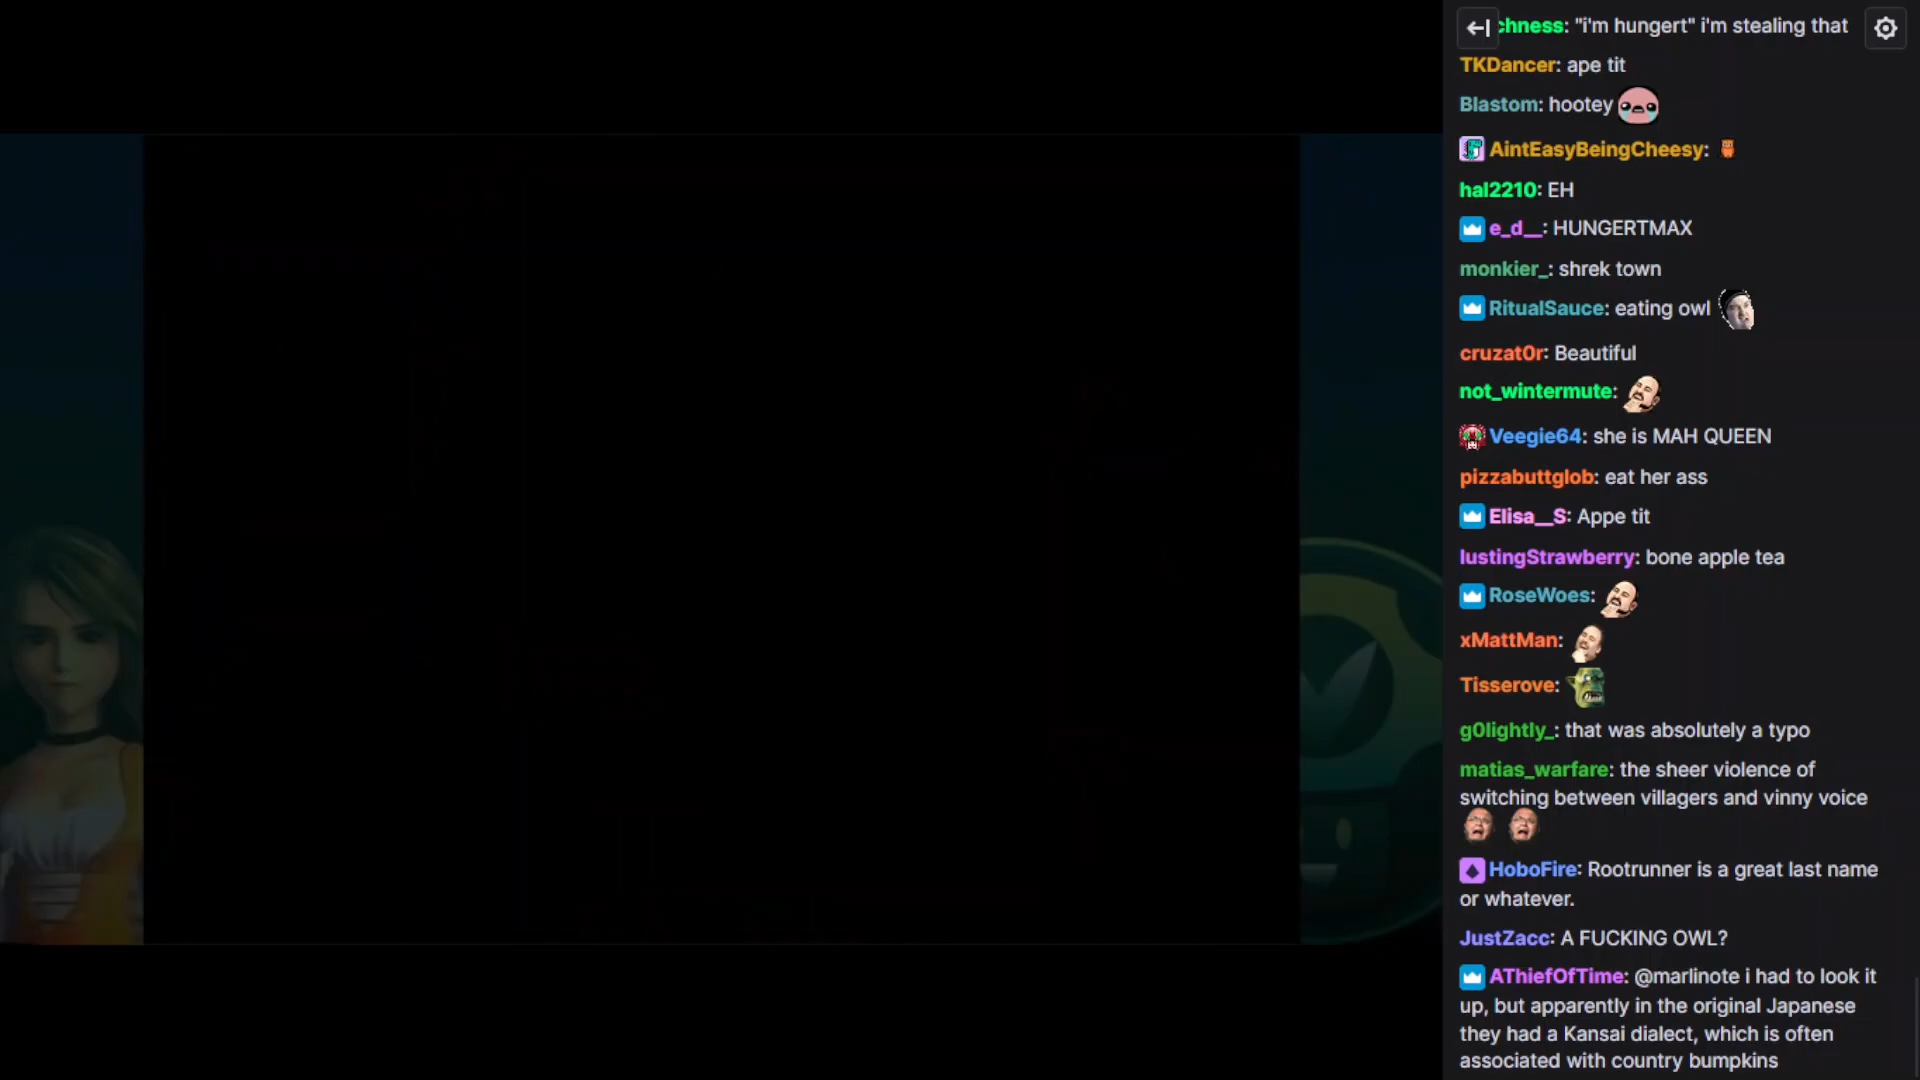 chness: "i'm hungert" i'm stealing that
TKDancer: ape tit
Blastom: hootey
AintEasyBeingCheesy:
hal2210: EH
e_d__: HUNGERTMAX
monkier_: shrek town
RitualSauce: eating owl
cruzat0r: Beautiful
not_wintermute:
Veegie64: she is MAH QUEEN
pizzabuttglob: eat her ass
Elisa__S: Appe tit
lustingStrawberry: bone apple tea
RoseWoes:
xMattMan:
Tisserove:
g0lightly_: that was absolutely a typo
matias_warfare: the sheer violence of
switching between villagers and vinny voice
HoboFire: Rootrunner is a great last name
or whatever.
JustZacc: A FUCKING OWL?
AThiefOfTime: @marlinote i had to look it
up, but apparently in the original Japanese
they had a Kansai dialect, which is often
associated with country bumpkins